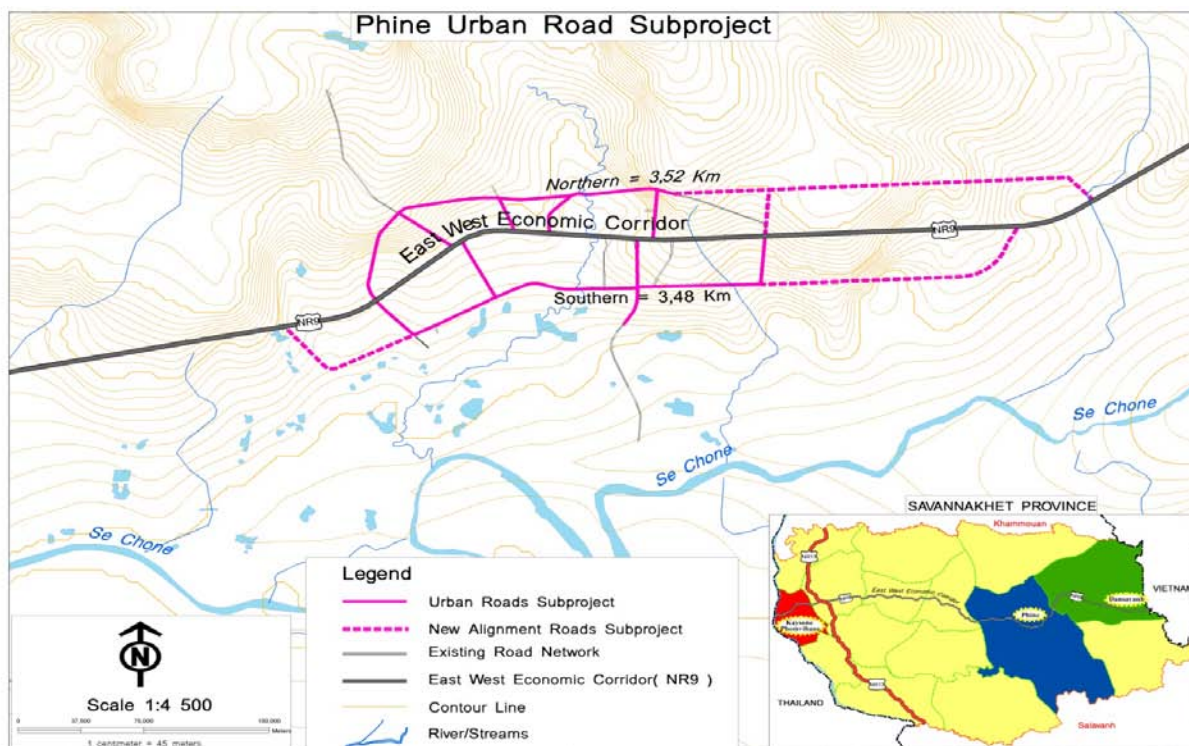 Phine Urban Road Subproject
Northern = 3,52 Km
East West Economic Corridor
NR9
Southern = 3,48 Km
NR9
Se Chone
Se Chone
Se Chone
Legend
Urban Roads Subproject
New Alignment Roads Subproject
Existing Road Network
East West Economic Corridor( NR9 )
Contour Line
River/Streams
N
Scale 1:4 500
0
Meters
1 centimeter = 45 meters
SAVANNAKHET PROVINCE
Khammouan
VIETNAM
East West Economic Corridor
Phine
THAILAND
Salavanh